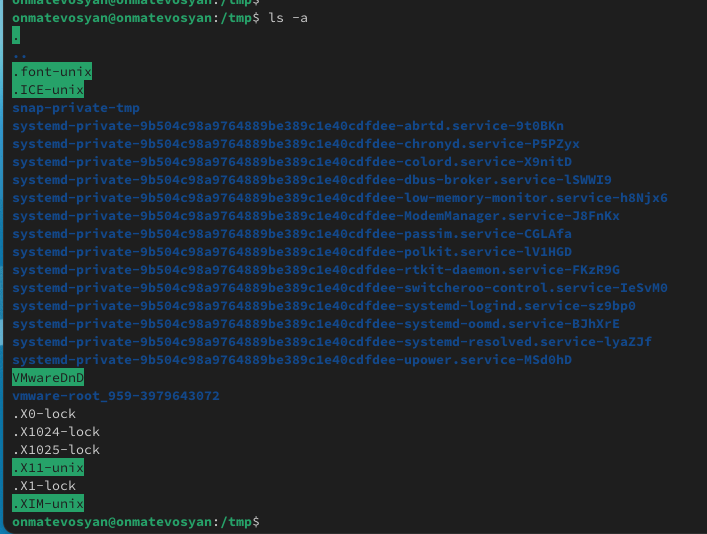 onmatevosyan@onmatevosyan:/tmp$
onmatevosyan@onmatevosyan:/tmp$ ls -a
.
..
.font-unix
.ICE-unix
snap-private-tmp
systemd-private-9b504c98a9764889be389c1e40cdfdee-abrtd.service-9t0BKn
systemd-private-9b504c98a9764889be389c1e40cdfdee-chronyd.service-P5PZyx
systemd-private-9b504c98a9764889be389c1e40cdfdee-colord.service-X9nitD
systemd-private-9b504c98a9764889be389c1e40cdfdee-dbus-broker.service-lSWWI9
systemd-private-9b504c98a9764889be389c1e40cdfdee-low-memory-monitor.service-h8Njx6
systemd-private-9b504c98a9764889be389c1e40cdfdee-ModemManager.service-J8FnKx
systemd-private-9b504c98a9764889be389c1e40cdfdee-passim.service-CGLAfa
systemd-private-9b504c98a9764889be389c1e40cdfdee-polkit.service-lV1HGD
systemd-private-9b504c98a9764889be389c1e40cdfdee-rtkit-daemon.service-FKzR9G
systemd-private-9b504c98a9764889be389c1e40cdfdee-switcheroo-control.service-IeSvM0
systemd-private-9b504c98a9764889be389c1e40cdfdee-systemd-logind.service-sz9bp0
systemd-private-9b504c98a9764889be389c1e40cdfdee-systemd-oomd.service-BJhXrE
systemd-private-9b504c98a9764889be389c1e40cdfdee-systemd-resolved.service-lyaZJf
systemd-private-9b504c98a9764889be389c1e40cdfdee-upower.service-MSd0hD
VMwareDnD
vmware-root_959-3979643072
.X0-lock
.X1024-lock
.X1025-lock
.X11-unix
.X1-lock
.XIM-unix
onmatevosyan@onmatevosyan:/tmp$